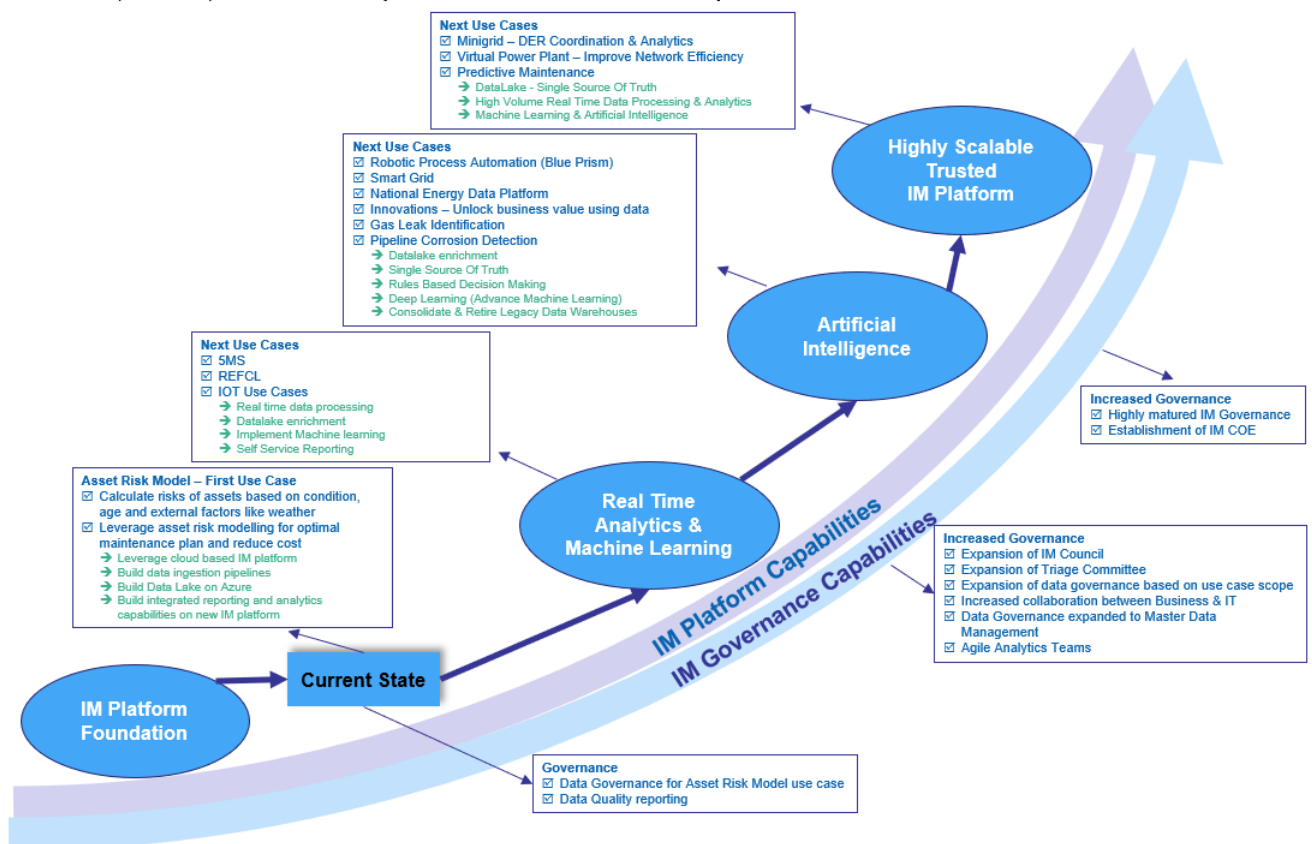 Next Use Cases
Minigrid – DER Coordination & Analytics
Virtual Power Plant – Improve Network Efficiency
Predictive Maintenance
DataLake - Single Source Of Truth
High Volume Real Time Data Processing & Analytics
Machine Learning & Artificial Intelligence
Highly Scalable
Trusted
IM Platform
Next Use Cases
Robotic Process Automation (Blue Prism)
Smart Grid
National Energy Data Platform
Innovations – Unlock business value using data
Gas Leak Identification
Pipeline Corrosion Detection
Datalake enrichment
Single Source Of Truth
Rules Based Decision Making
Deep Learning (Advance Machine Learning)
Consolidate & Retire Legacy Data Warehouses
Artificial
Intelligence
Next Use Cases
5MS
REFCL
IOT Use Cases
Real time data processing
Datalake enrichment
Implement Machine learning
Self Service Reporting
Increased Governance
Highly matured IM Governance
Establishment of IM COE
Asset Risk Model – First Use Case
Calculate risks of assets based on condition,
age and external factors like weather
Leverage asset risk modelling for optimal
maintenance plan and reduce cost
Leverage cloud based IM platform
Build data ingestion pipelines
Build Data Lake on Azure
Build integrated reporting and analytics
capabilities on new IM platform
Real Time
Analytics &
Machine Learning
IM Platform Capabilities
IM Governance Capabilities
Increased Governance
Expansion of IM Council
Expansion of Triage Committee
Expansion of data governance based on use case scope
Increased collaboration between Business & IT
Data Governance expanded to Master Data
Management
Agile Analytics Teams
Current State
IM Platform
Foundation
Governance
Data Governance for Asset Risk Model use case
Data Quality reporting